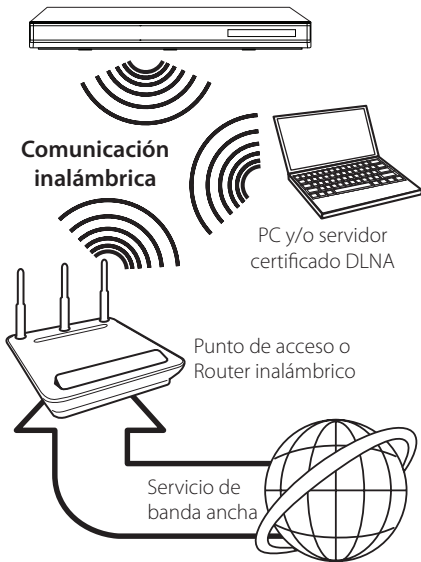 Comunicación
inalámbrica
PC y/o servidor
certificado DLNA
Punto de acceso o
Router inalámbrico
Servicio de
banda ancha